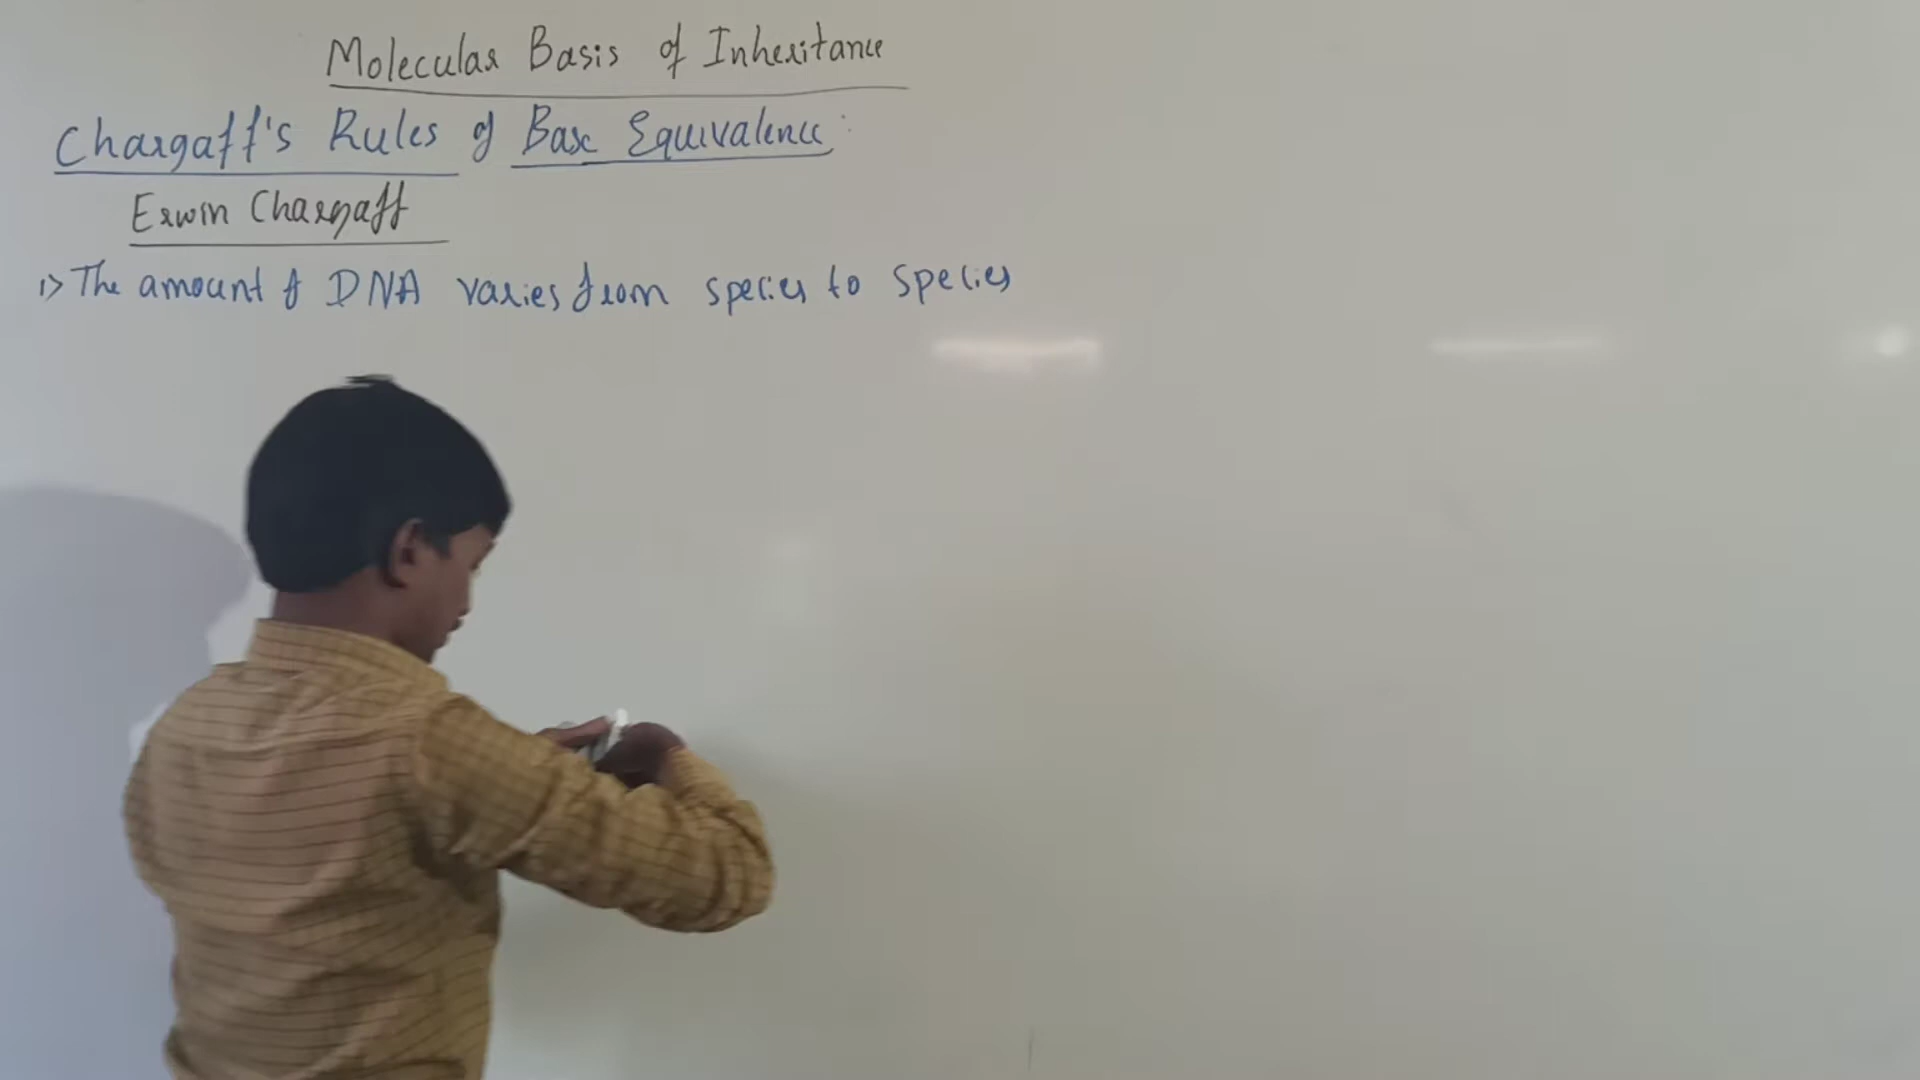 Molecular Basis of Inheritance
Chargaff's Rules of Base Equivalence:
Erwin Chargaff
1> The amount of DNA varies from species to species